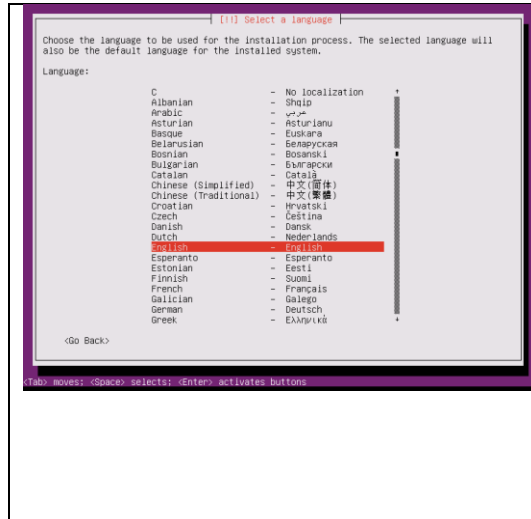 [!!] Select a language
Choose the language to be used for the installation process. The selected language will
also be the default language for the installed system.
Language:
C - No localization
Albanian - Shqip
Arabic - عربي
Asturian - Asturianu
Basque - Euskara
Belarusian - Беларуская
Bosnian - Bosanski
Bulgarian - Български
Catalan - Català
Chinese (Simplified) - 中文(简体)
Chinese (Traditional) - 中文(繁體)
Croatian - Hrvatski
Czech - Čeština
Danish - Dansk
Dutch - Nederlands
English - English
Esperanto - Esperanto
Estonian - Eesti
Finnish - Suomi
French - Français
Galician - Galego
German - Deutsch
Greek - Ελληνικά
<Go Back>
<Tab> moves; <Space> selects; <Enter> activates buttons